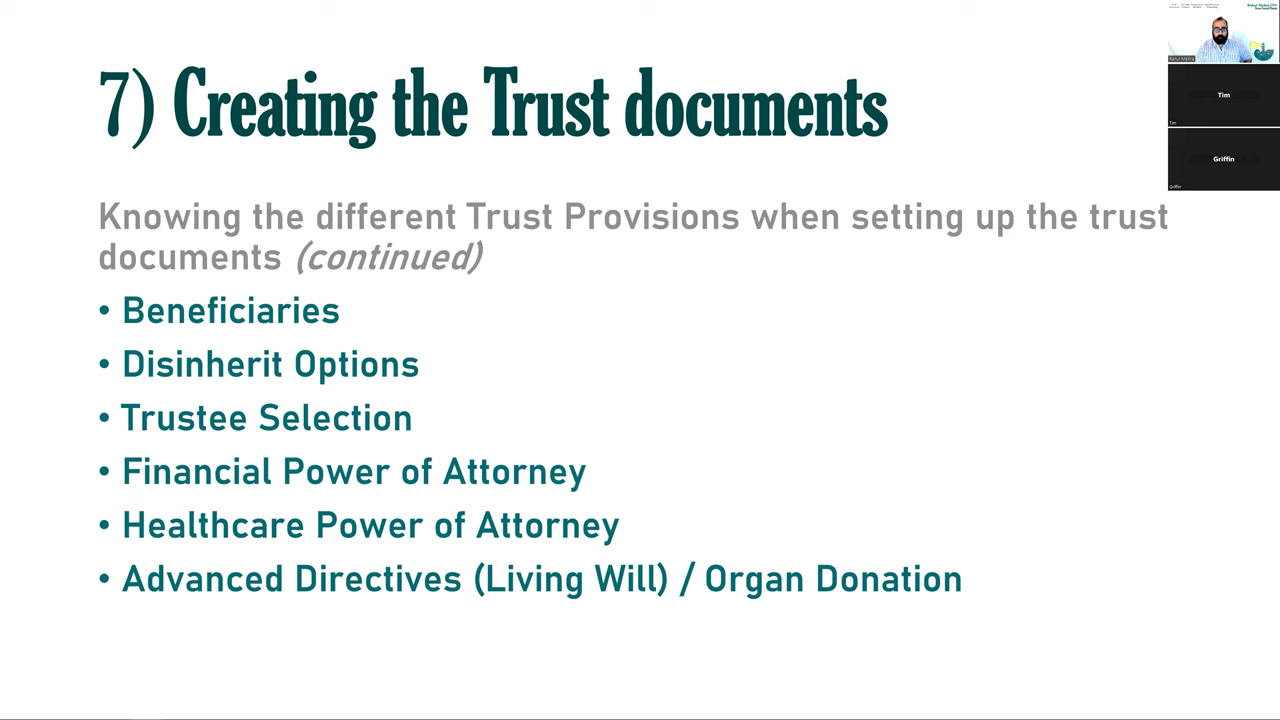 7) Creating the Trust documents
Knowing the different Trust Provisions when setting up the trust
documents (continued)
• Beneficiaries
• Disinherit Options
• Trustee Selection
• Financial Power of Attorney
• Healthcare Power of Attorney
• Advanced Directives (Living Will) / Organ Donation
Tim
Tim
Griffin
Griffin